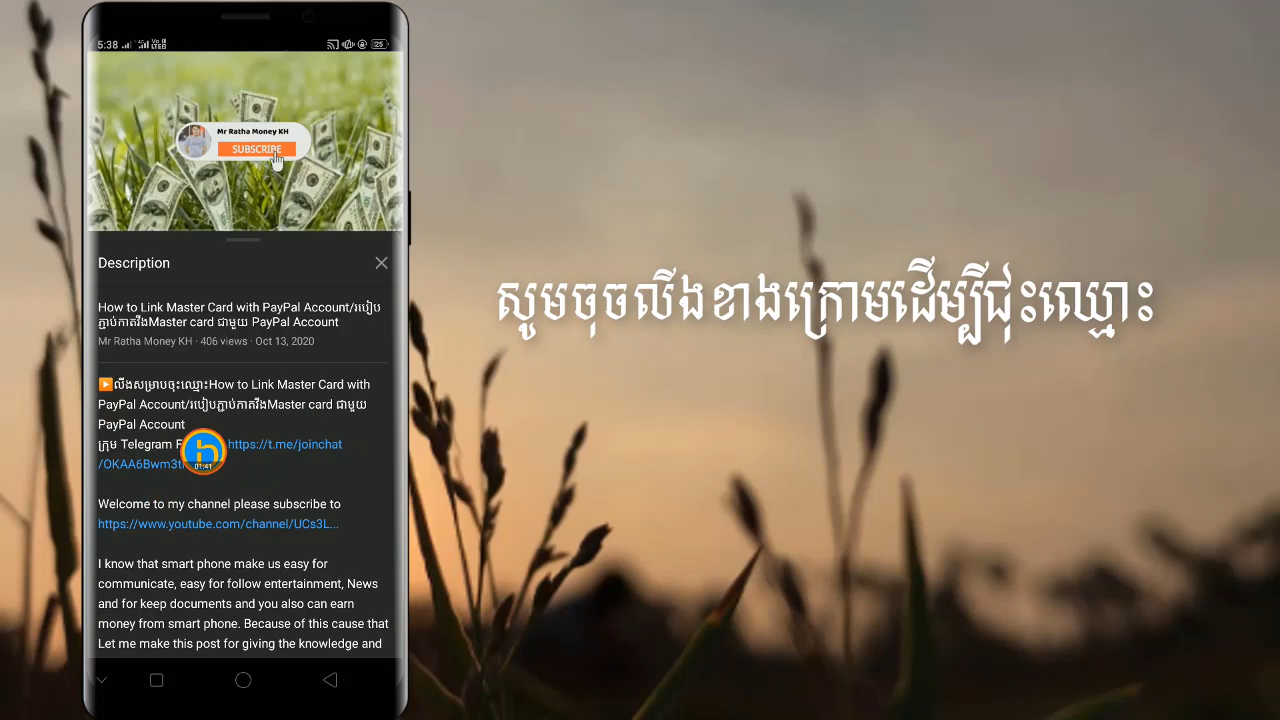 5:38
25
Mr Ratha Money KH
SUBSCRIBE
Description
How to Link Master Card with PayPal Account/របៀប
ភ្ជាប់កាតវីងMaster card ជាមួយ PayPal Account
Mr Ratha Money KH · 406 views · Oct 13, 2020
▶លីងសម្រាបចុះឈ្មោះHow to Link Master Card with
PayPal Account/របៀបភ្ជាប់កាតវីងMaster card ជាមួយ
PayPal Account
ក្រុម Telegram https://t.me/joinchat
/OKAA6Bwm3t
01:41
Welcome to my channel please subscribe to
https://www.youtube.com/channel/UCs3L...
I know that smart phone make us easy for
communicate, easy for follow entertainment, News
and for keep documents and you also can earn
money from smart phone. Because of this cause that
Let me make this post for giving the knowledge and
សូមចុចលីងខាងក្រោមដើម្បីជុះឈ្មោះ